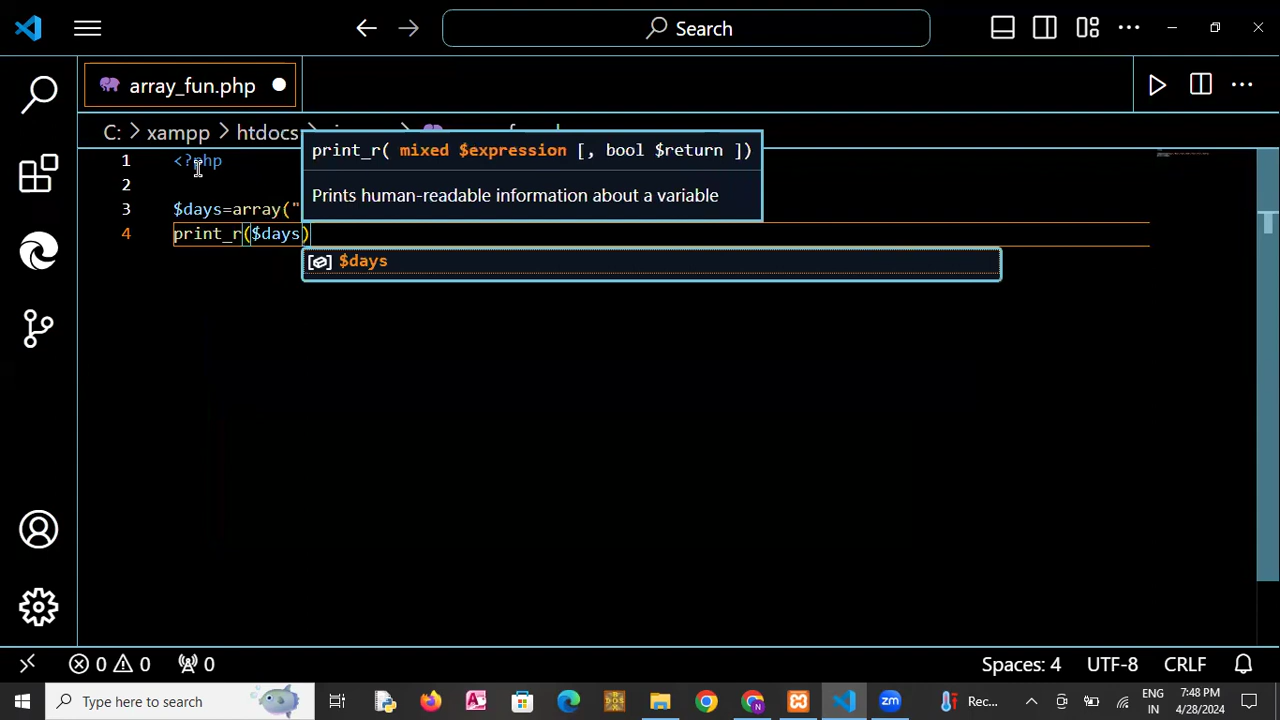 Search
array_fun.php
C: > xampp > htdocs
print_r( mixed $expression [, bool $return ])
Prints human-readable information about a variable
1 <?php
2
3 $days=array("
4 print_r($days)
$days
0 0 0
Spaces: 4 UTF-8 CRLF
Type here to search
Rec...
ENG
IN
7:48 PM
4/28/2024